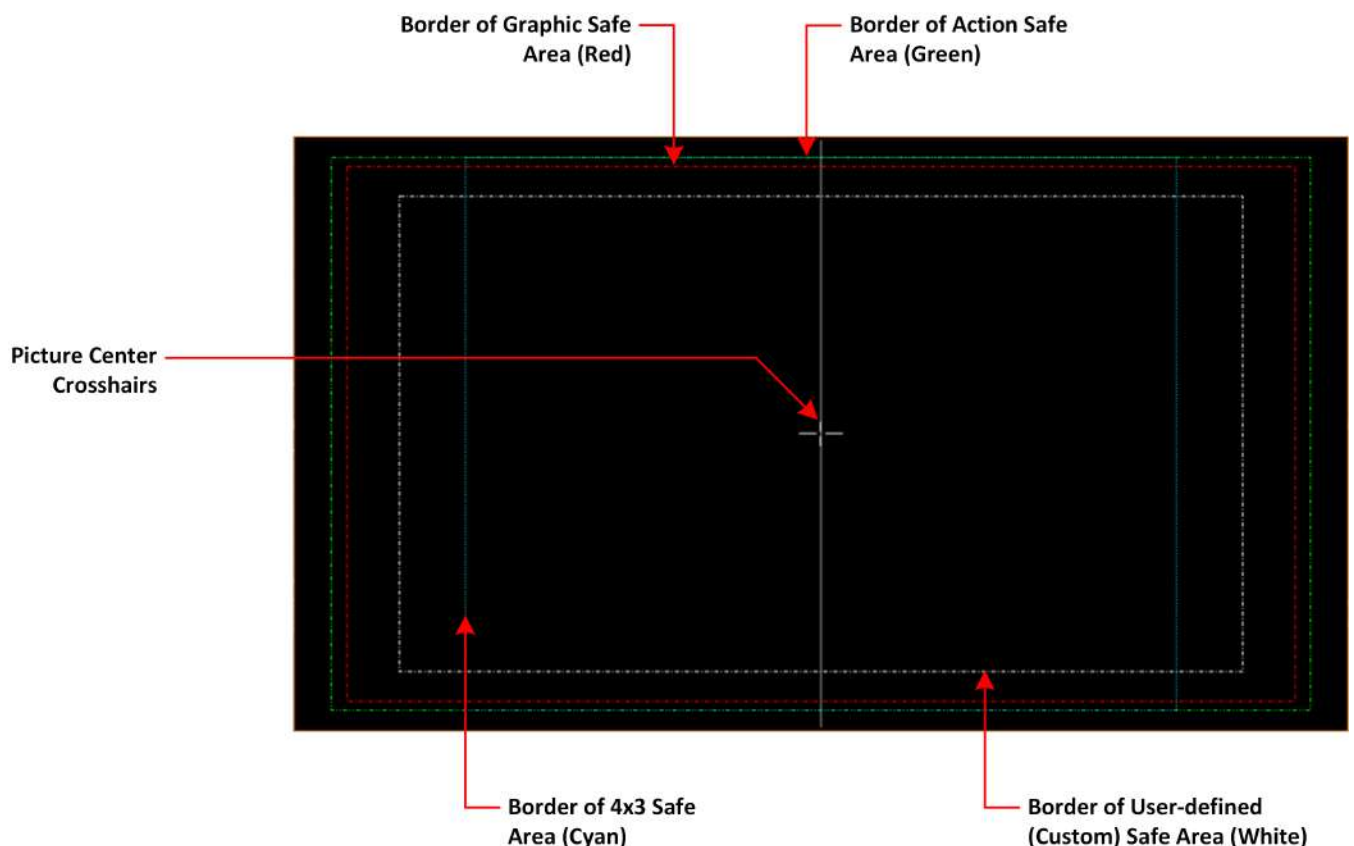 Border of Graphic Safe
Area (Red)
Border of Action Safe
Area (Green)
Picture Center
Crosshairs
Border of 4x3 Safe
Area (Cyan)
Border of User-defined
(Custom) Safe Area (White)